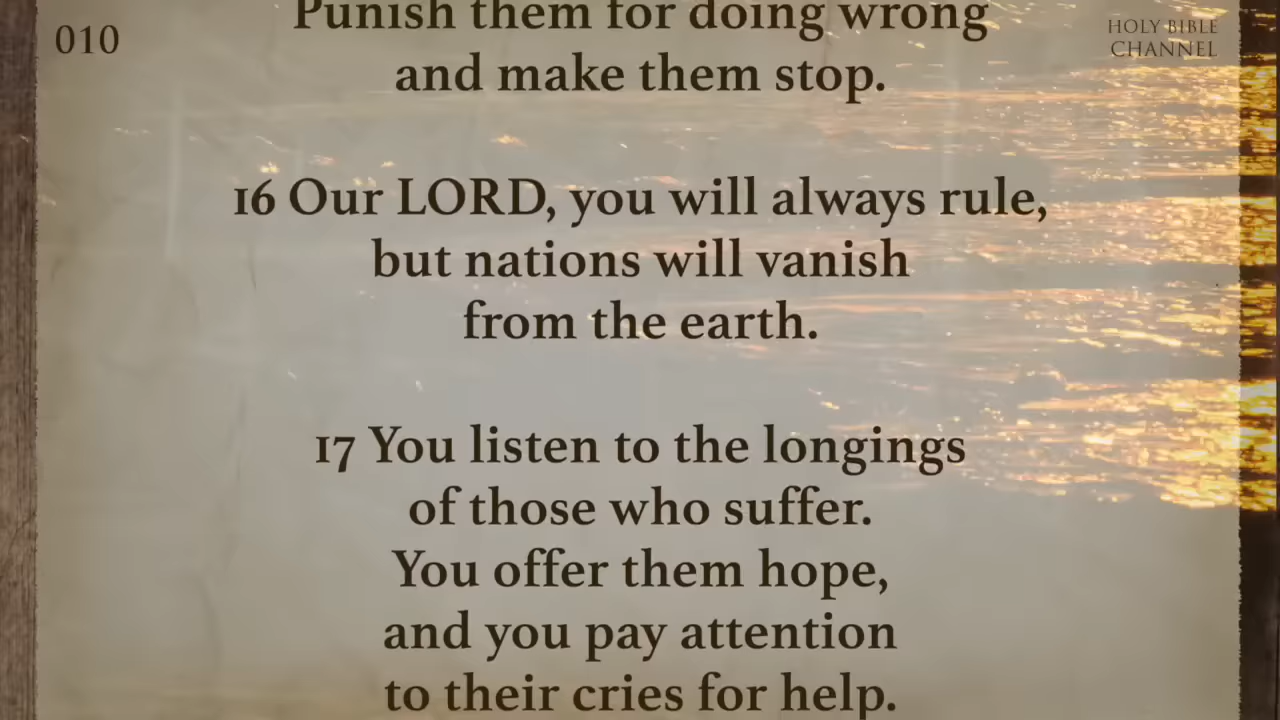 010
HOLY BIBLE
CHANNEL
Punish them for doing wrong
and make them stop.
16 Our LORD, you will always rule,
but nations will vanish
from the earth.
17 You listen to the longings
of those who suffer.
You offer them hope,
and you pay attention
to their cries for help.